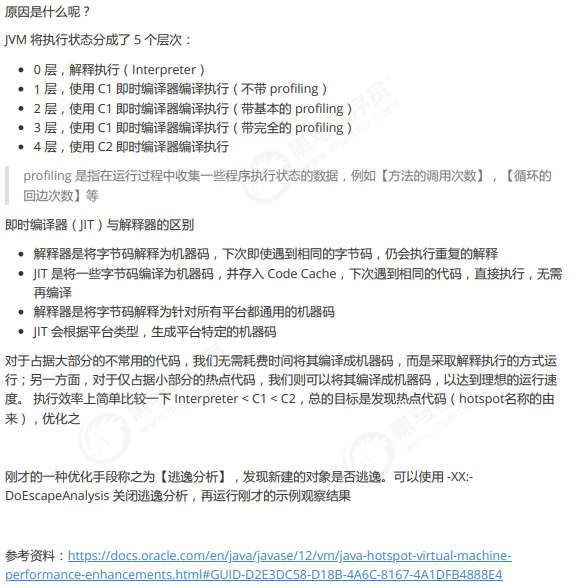 原因是什么呢？
JVM 将执行状态分成了 5 个层次：
0 层，解释执行（Interpreter）
1 层，使用 C1 即时编译器编译执行（不带 profiling）
2 层，使用 C1 即时编译器编译执行（带基本的 profiling）
3 层，使用 C1 即时编译器编译执行（带完全的 profiling）
4 层，使用 C2 即时编译器编译执行
profiling 是指在运行过程中收集一些程序执行状态的数据，例如【方法的调用次数】，【循环的
回边次数】等
即时编译器（JIT）与解释器的区别
解释器是将字节码解释为机器码，下次即使遇到相同的字节码，仍会执行重复的解释
JIT 是将一些字节码编译为机器码，并存入 Code Cache，下次遇到相同的代码，直接执行，无需
再编译
解释器是将字节码解释为针对所有平台都通用的机器码
JIT 会根据平台类型，生成平台特定的机器码
对于占据大部分的不常用的代码，我们无需耗费时间将其编译成机器码，而是采取解释执行的方式运
行；另一方面，对于仅占据小部分的热点代码，我们则可以将其编译成机器码，以达到理想的运行速
度。 执行效率上简单比较一下 Interpreter < C1 < C2，总的目标是发现热点代码（hotspot名称的由
来），优化之
刚才的一种优化手段称之为【逃逸分析】，发现新建的对象是否逃逸。可以使用 -XX:-
DoEscapeAnalysis 关闭逃逸分析，再运行刚才的示例观察结果
参考资料：https://docs.oracle.com/en/java/javase/12/vm/java-hotspot-virtual-machine-
performance-enhancements.html#GUID-D2E3DC58-D18B-4A6C-8167-4A1DFB4888E4